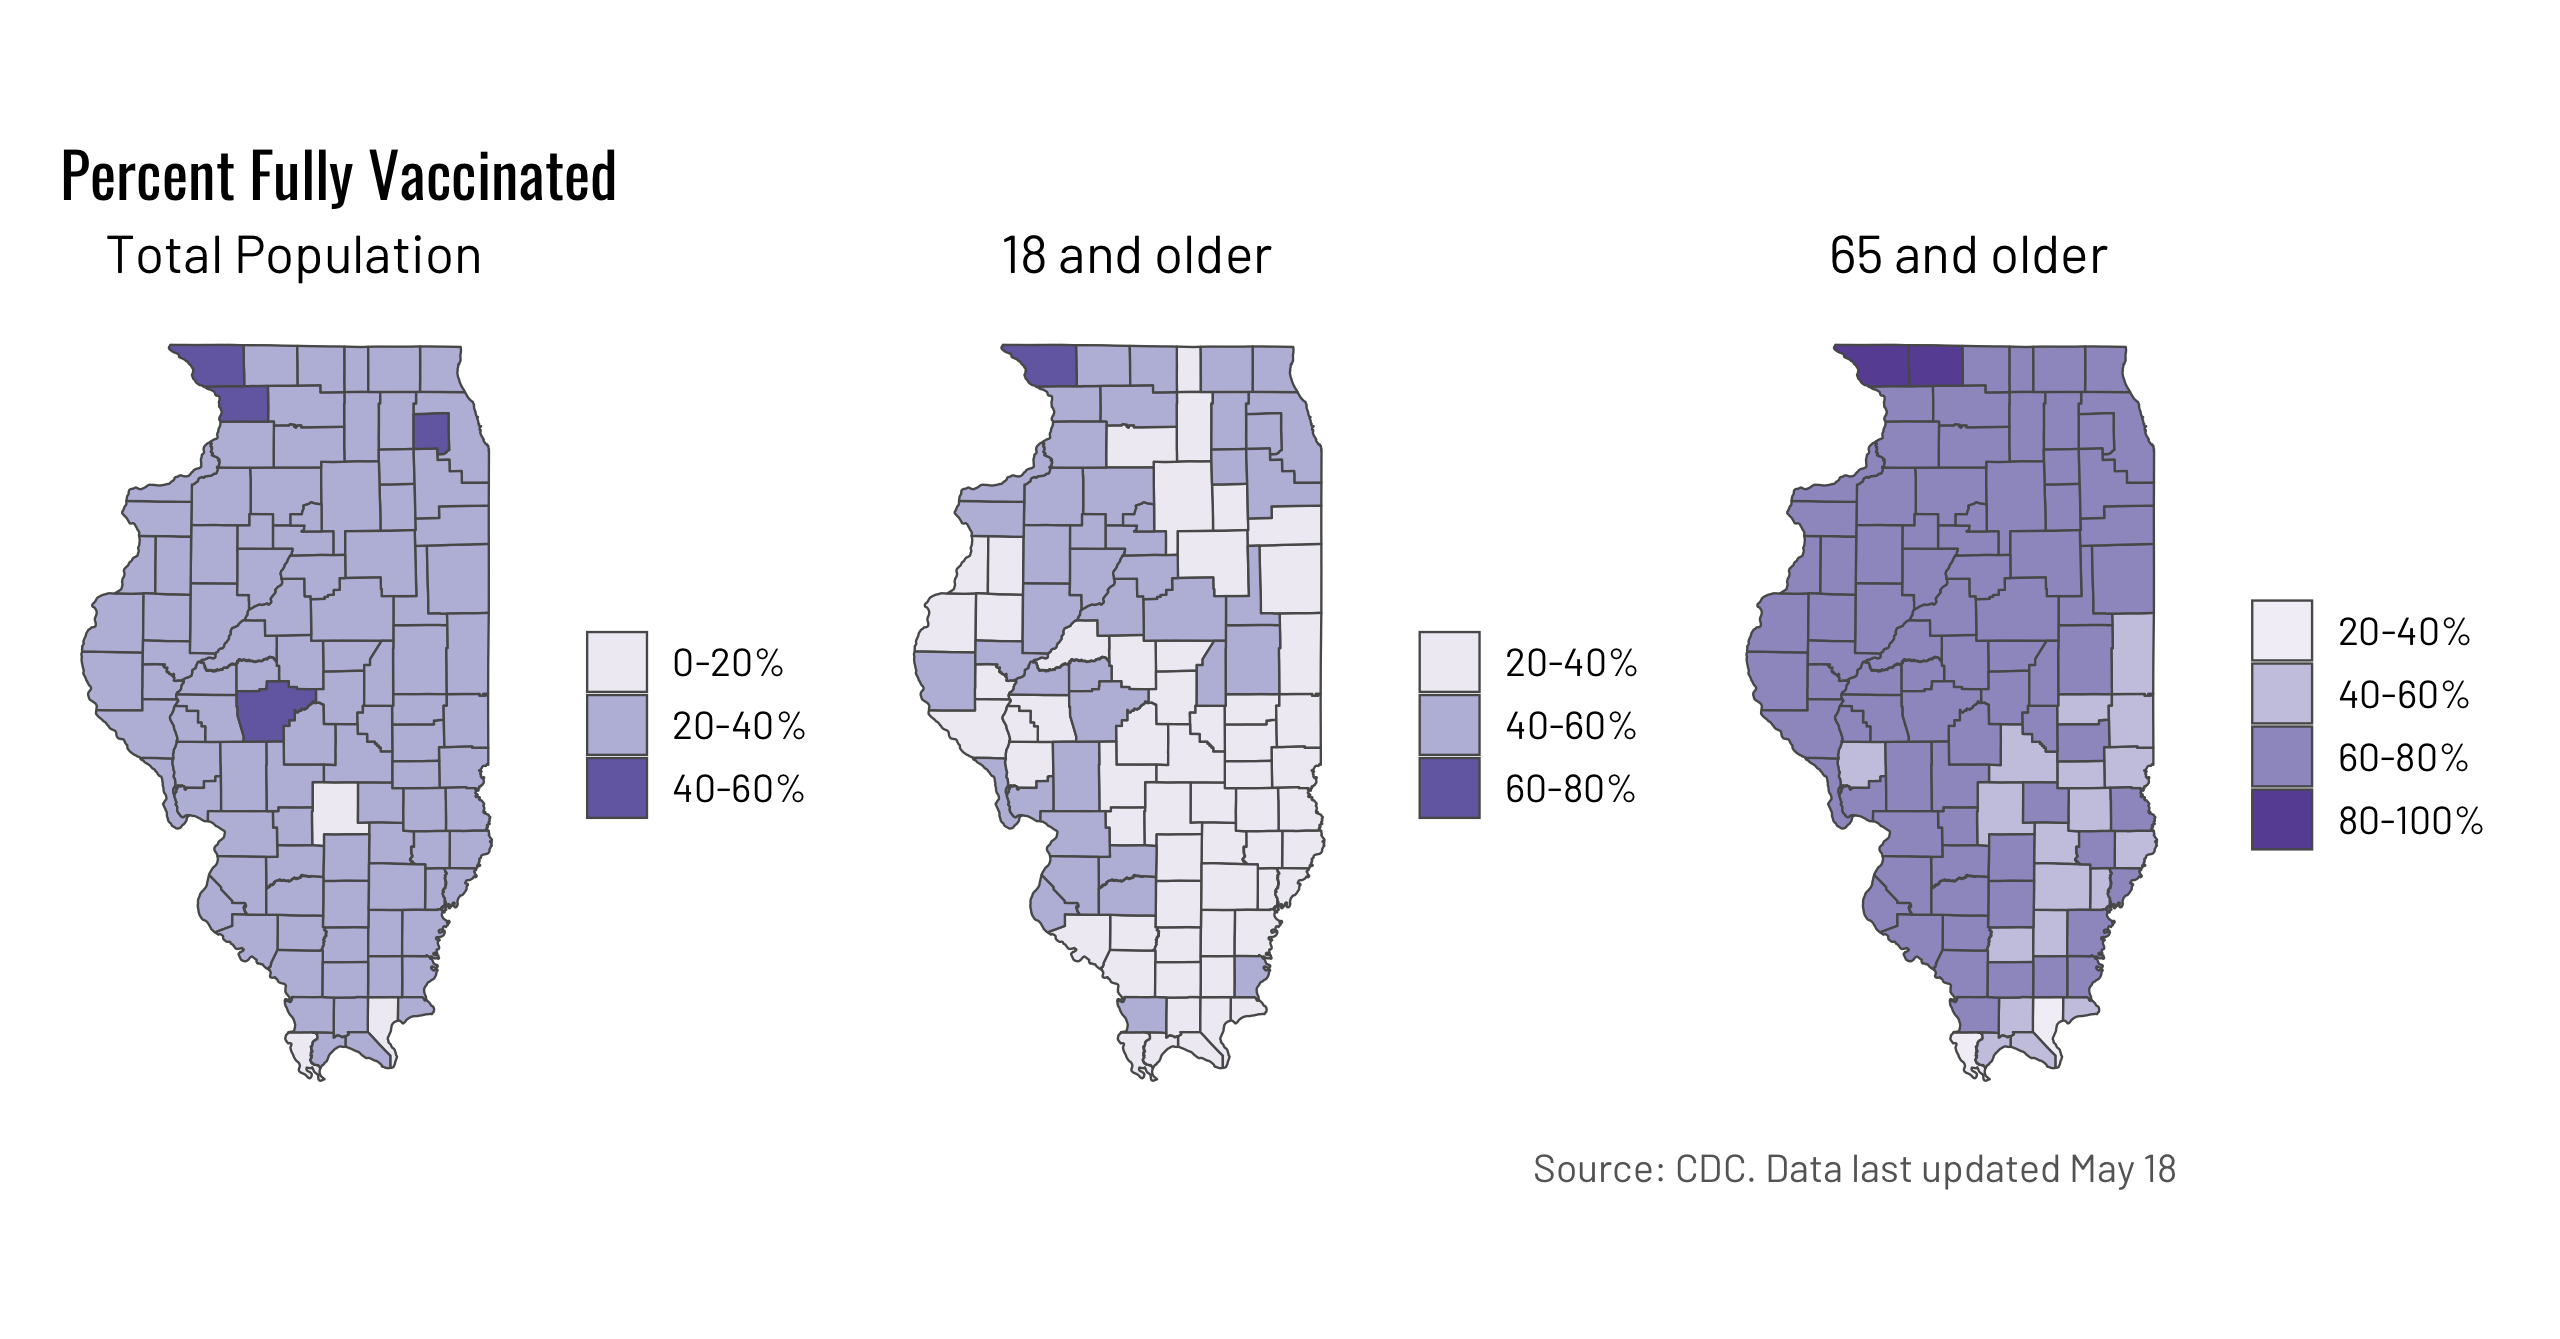 Percent Fully Vaccinated
Total Population
18 and older
65 and older
0-20%
20-40%
40-60%
20-40%
40-60%
60-80%
20-40%
40-60%
60-80%
80-100%
Source: CDC. Data last updated May 18